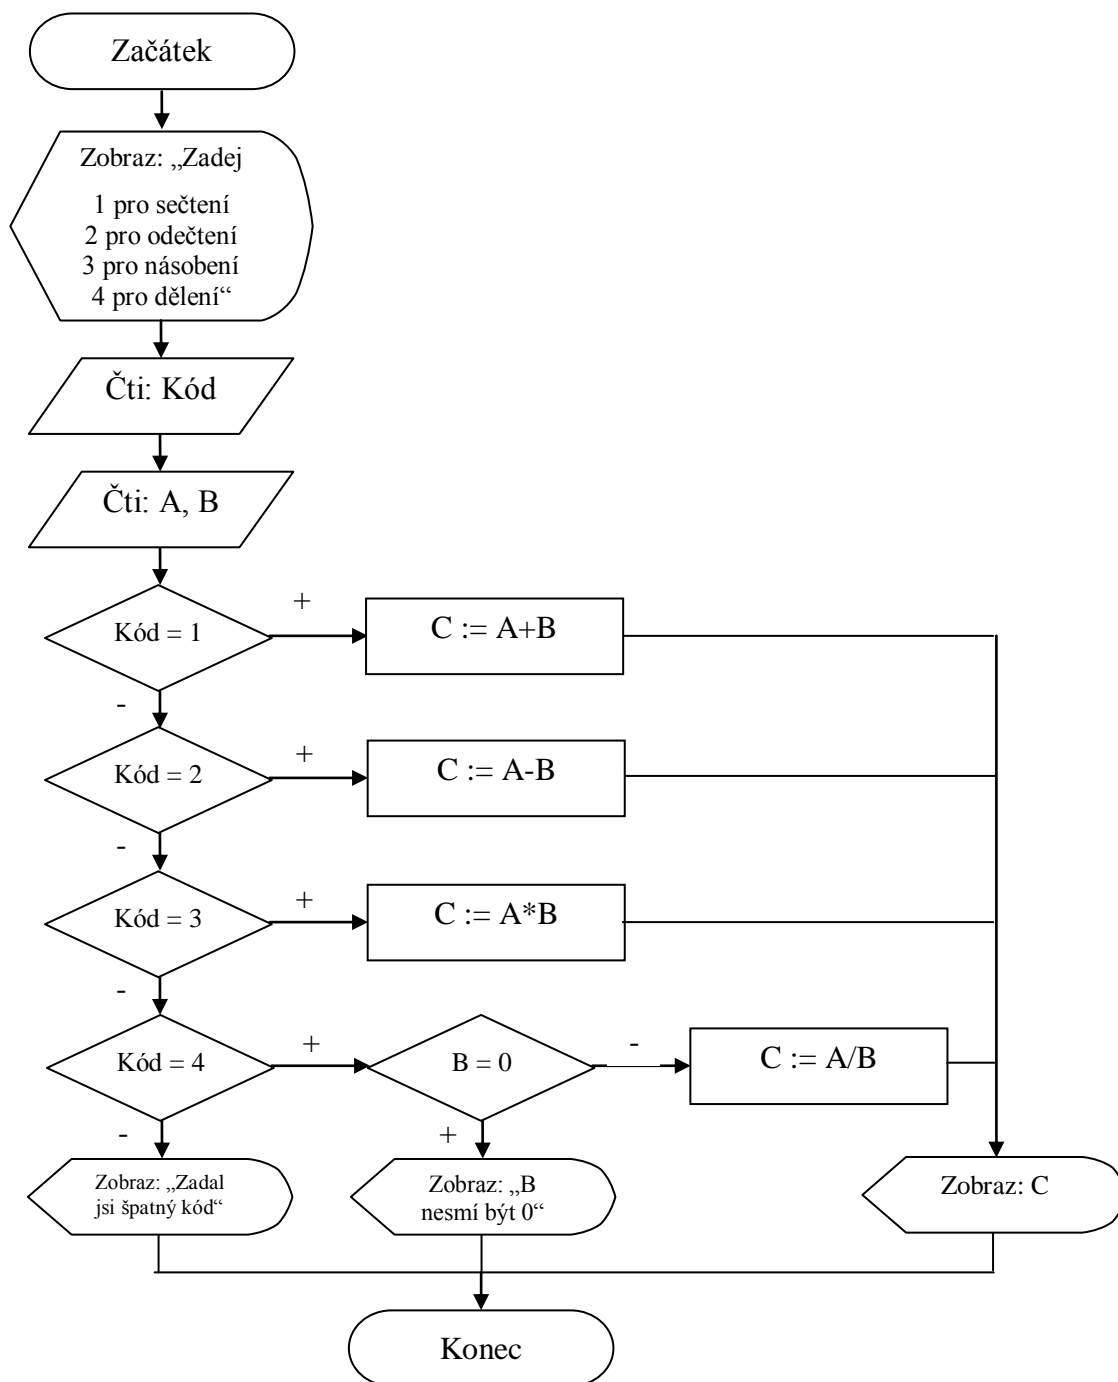 Začátek
Zobraz: „Zadej
1 pro sečtení
2 pro odečtení
3 pro násobení
4 pro dělení“
Čti: Kód
Čti: A, B
Kód = 1
+
C := A+B
-
Kód = 2
+
C := A-B
-
Kód = 3
+
C := A*B
-
Kód = 4
+
B = 0
-
C := A/B
-
+
Zobraz: „Zadal
jsi špatný kód“
Zobraz: „B
nesmí být 0“
Zobraz: C
Konec